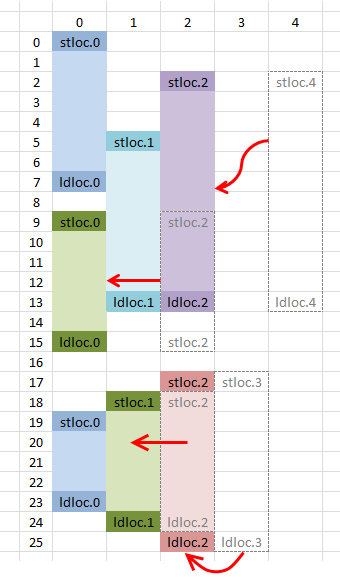 0 1 2 3 4
0 stloc.0
1
2 stloc.2 stloc.4
3
4
5 stloc.1
6
7 ldloc.0
8
9 stloc.0 stloc.2
10
11
12
13 ldloc.1 ldloc.2 ldloc.4
14
15 ldloc.0 stloc.2
16
17 stloc.2 stloc.3
18 stloc.1 stloc.2
19 stloc.0
20
21
22
23 ldloc.0
24 ldloc.1 ldloc.2
25 ldloc.2 ldloc.3